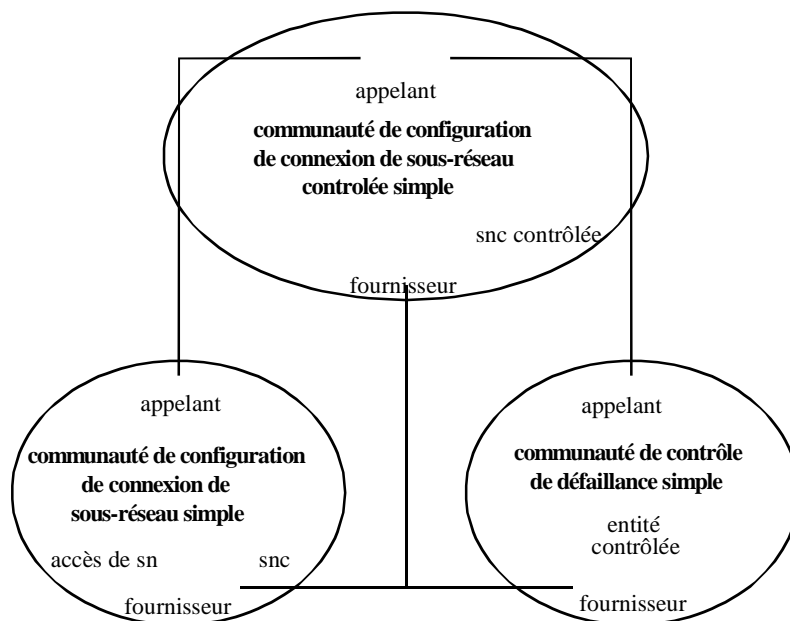 appelant
communauté de configuration
de connexion de sous-réseau
controlée simple
snc contrôlée
fournisseur
appelant
communauté de configuration
de connexion de
sous-réseau simple
accès de sn
snc
fournisseur
appelant
communauté de contrôle
de défaillance simple
entité
contrôlée
fournisseur